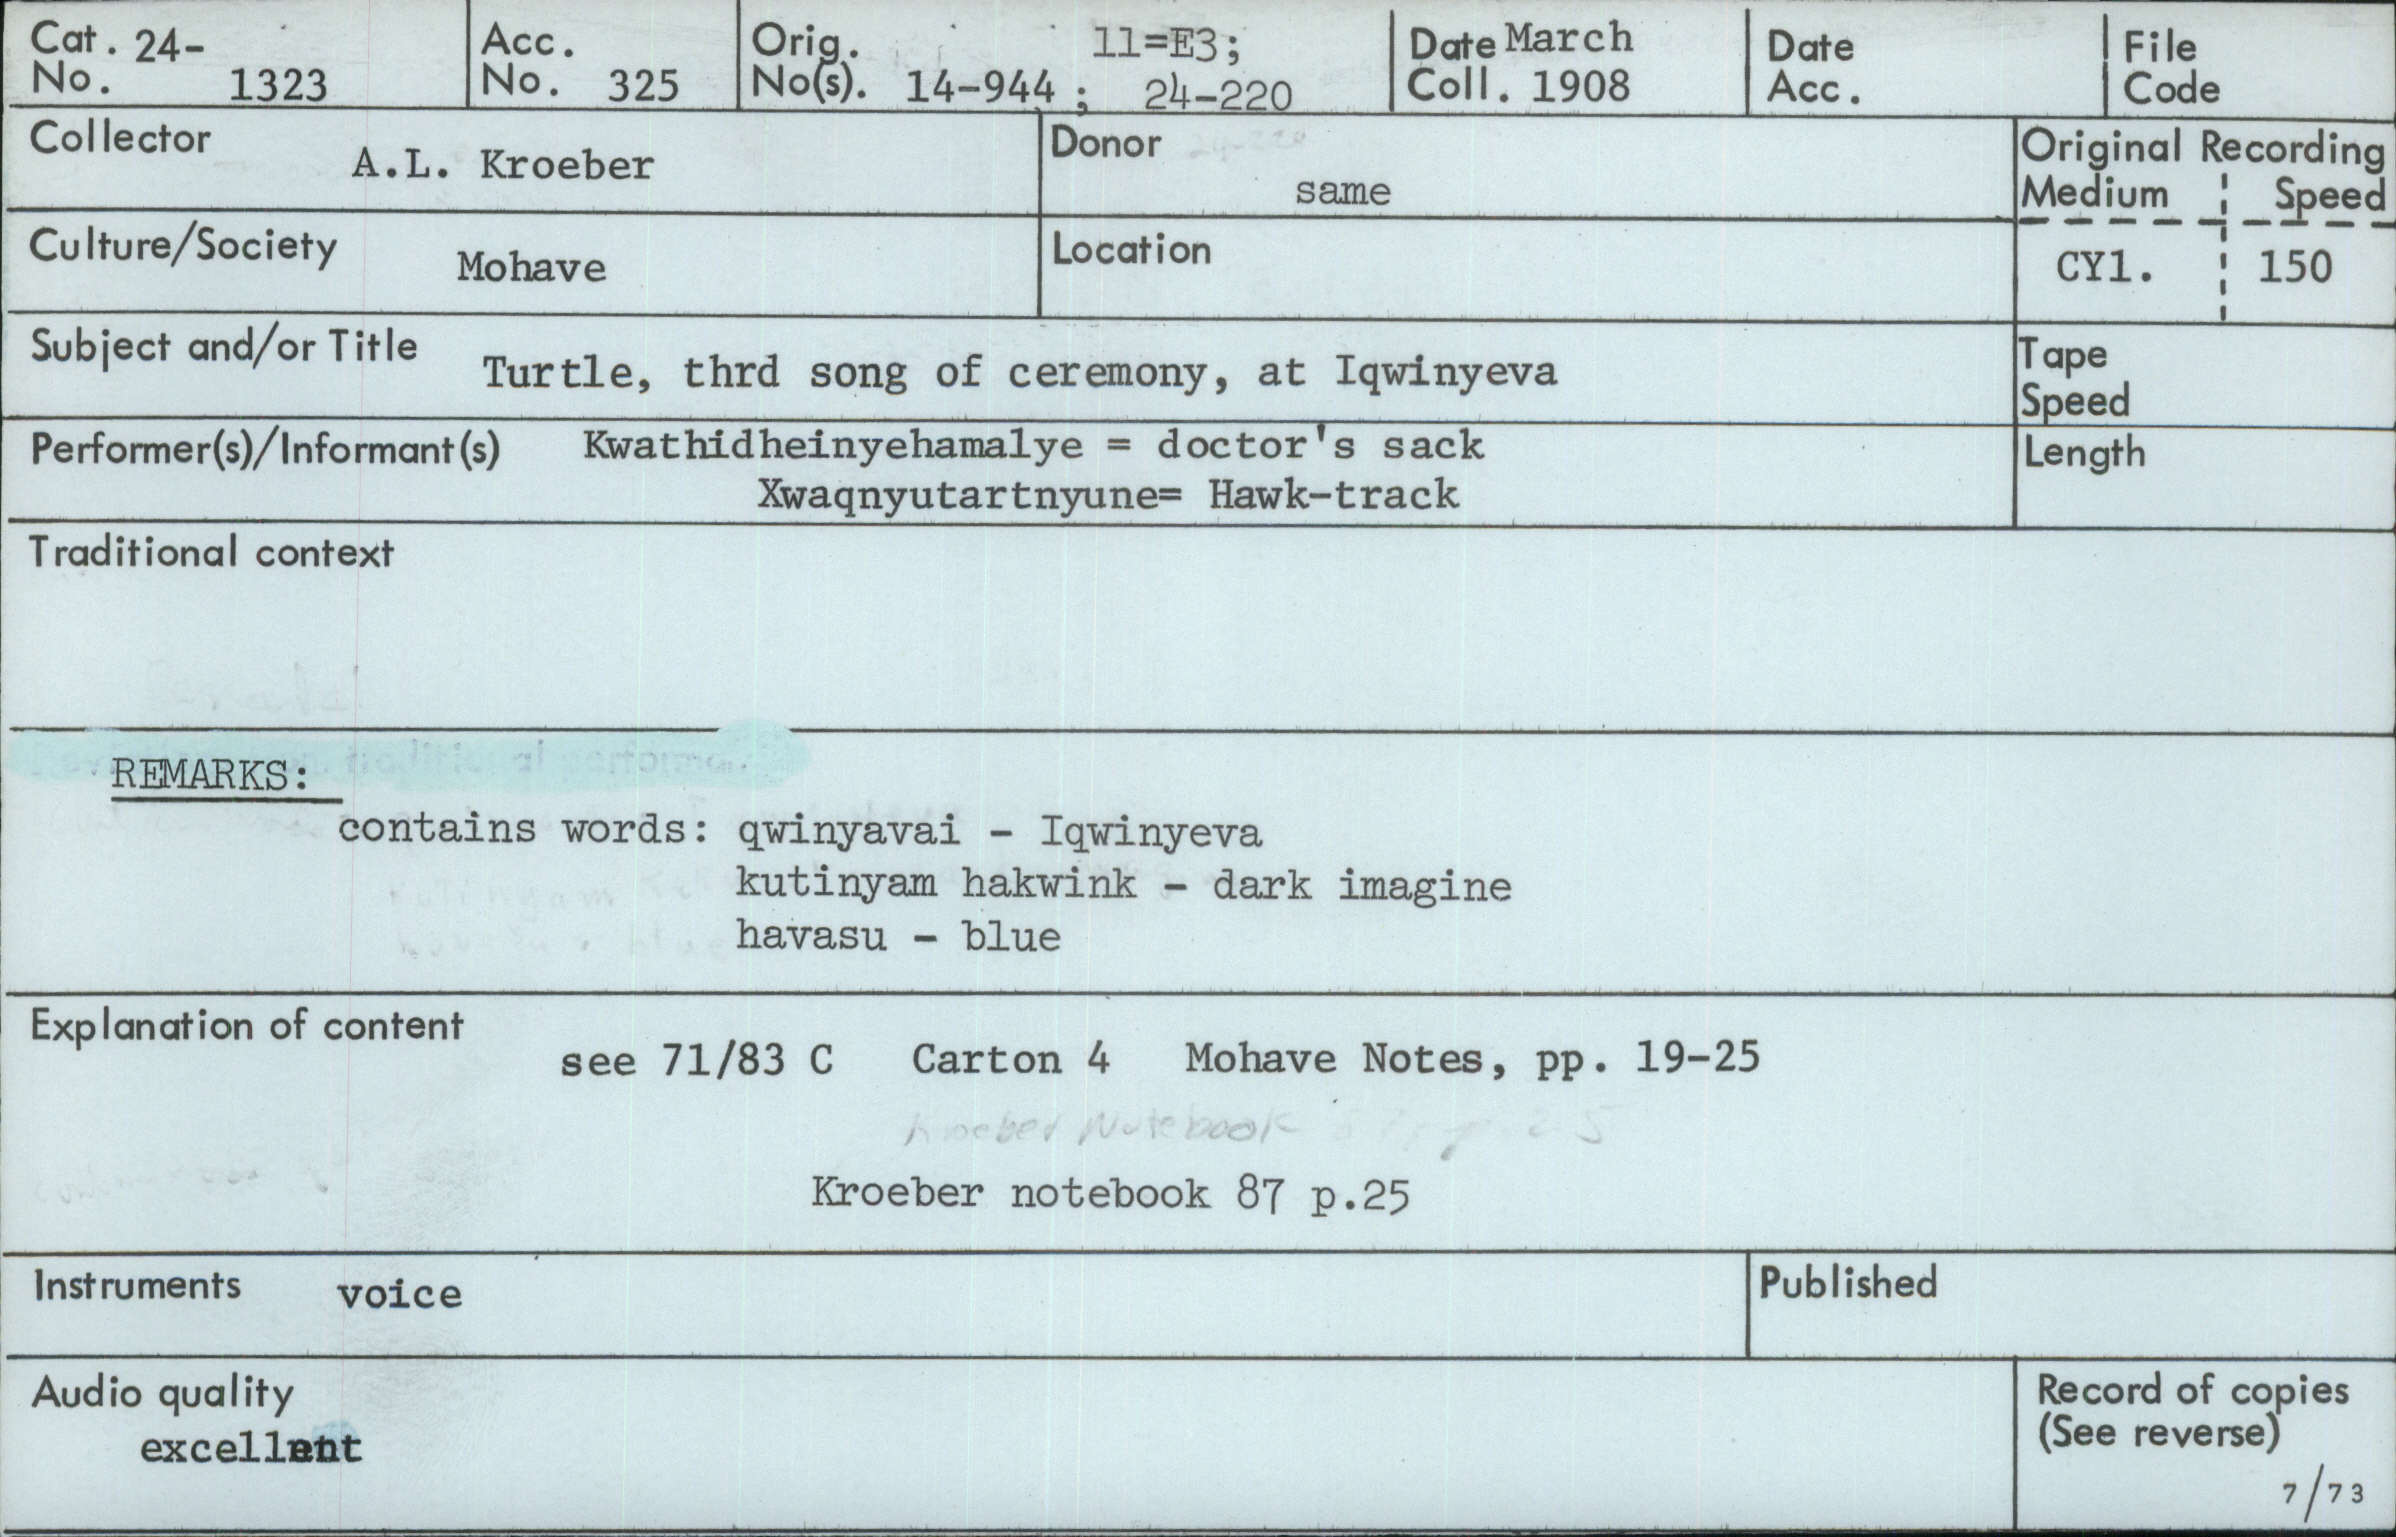 Cat. 24- Acc. Orig. 11=E3; Date March Date File
No. 1323 No. 325 No(s). 14-944 ; 24-220 Coll. 1908 Acc. Code
Collector A.L. Kroeber Donor same Original Recording
Medium Speed
Culture/Society Mohave Location CYl. 150
Subject and/or Title Turtle, thrd song of ceremony, at Iqwinyeva Tape
Speed
Performer(s)/Informant(s) Kwathidheinyehamalye = doctor's sack Length
Xwaqnyutartnyune= Hawk-track
Traditional context
REMARKS:
contains words: qwinyavai - Iqwinyeva
kutinyam hakwink - dark imagine
havasu - blue
Explanation of content
see 71/83 C Carton 4 Mohave Notes, pp. 19-25
Kroeber Notebook
Kroeber notebook 87 p.25
Instruments voice Published
Audio quality Record of copies
excellent (See reverse)
7/73